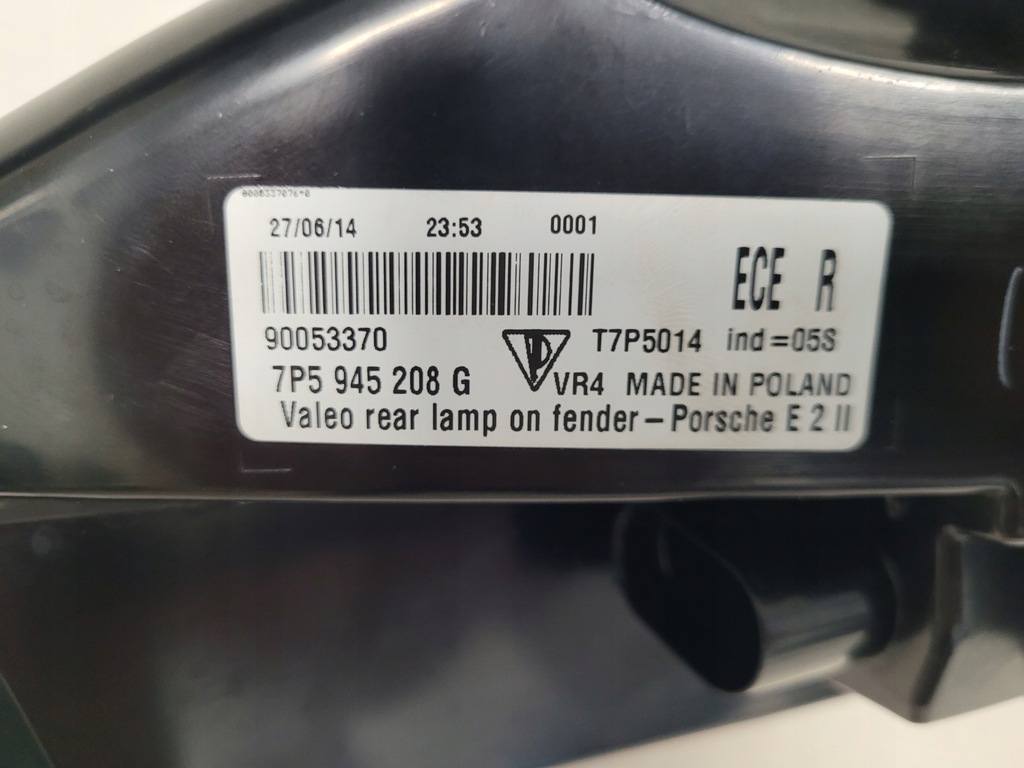 27/06/14 23:53 0001
ECE R
90053370 T7P5014 ind=05S
7P5 945 208 G VR4 MADE IN POLAND
Valeo rear lamp on fender-Porsche E 2 II